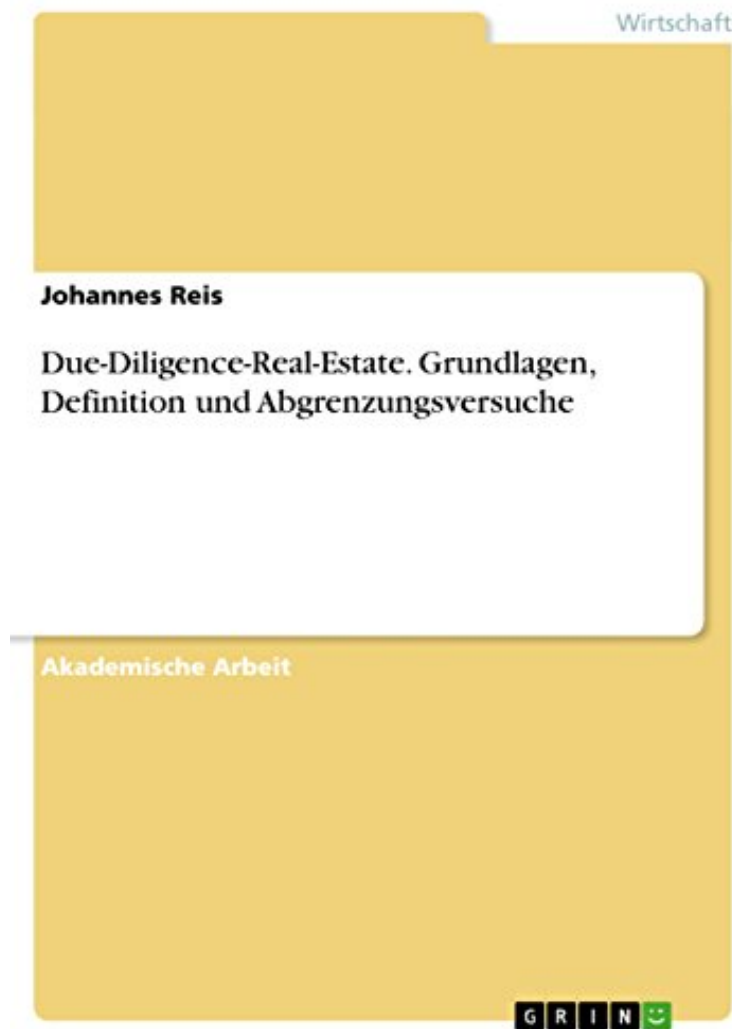 Wirtschaft
Johannes Reis
Due-Diligence-Real-Estate. Grundlagen,
Definition und Abgrenzungsversuche
Akademische Arbeit
GRIN